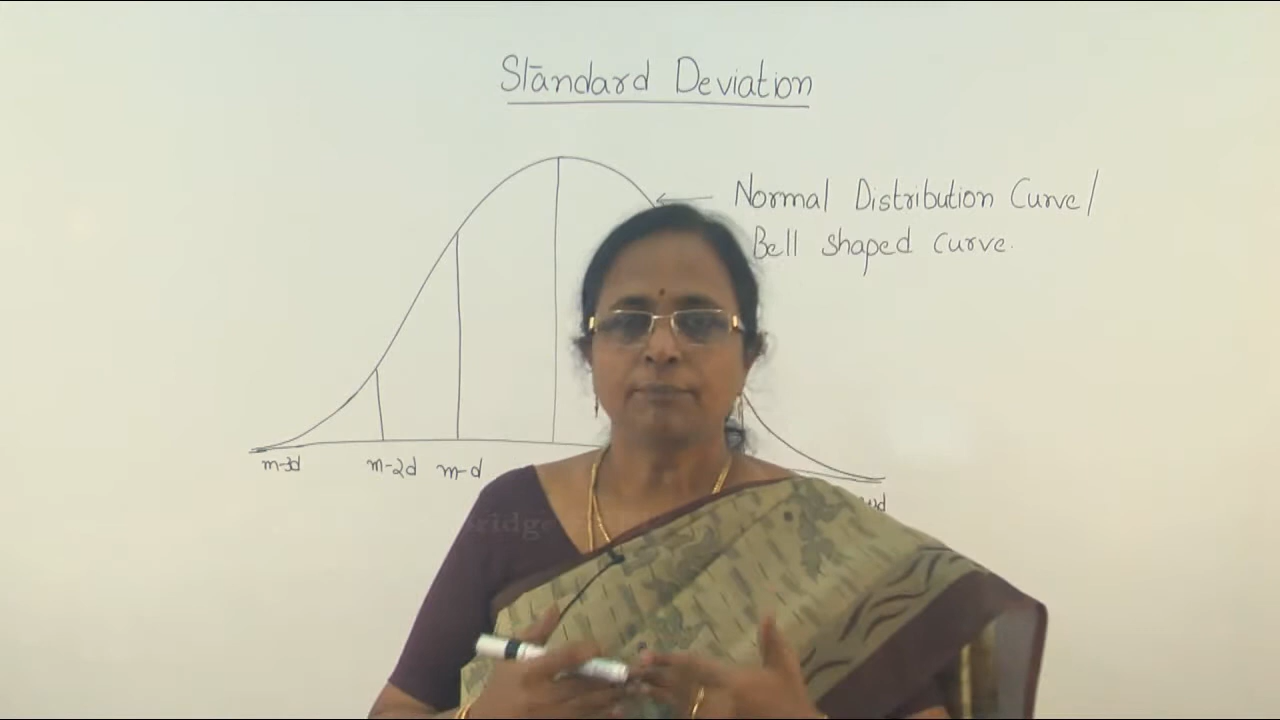 Standard Deviation
Normal Distribution Curve/
Bell shaped curve.
m-3d
m-2d m-d